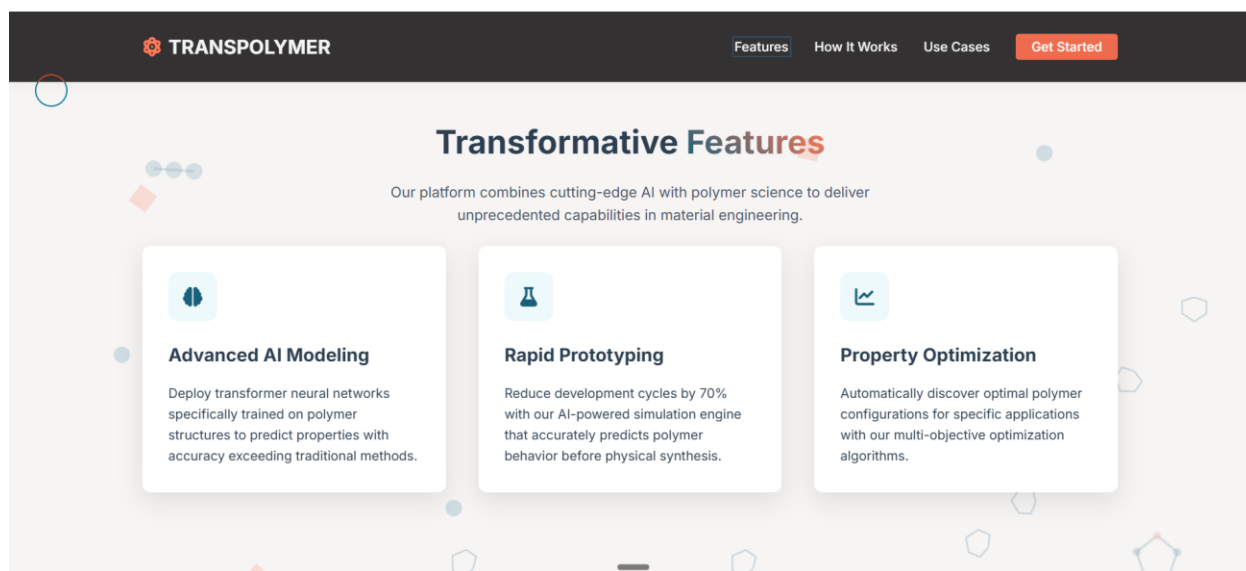 TRANSPOLYMER
Features
How It Works
Use Cases
Get Started
Transformative Features
Our platform combines cutting-edge AI with polymer science to deliver
unprecedented capabilities in material engineering.
Advanced AI Modeling
Deploy transformer neural networks
specifically trained on polymer
structures to predict properties with
accuracy exceeding traditional methods.
Rapid Prototyping
Reduce development cycles by 70%
with our AI-powered simulation engine
that accurately predicts polymer
behavior before physical synthesis.
Property Optimization
Automatically discover optimal polymer
configurations for specific applications
with our multi-objective optimization
algorithms.